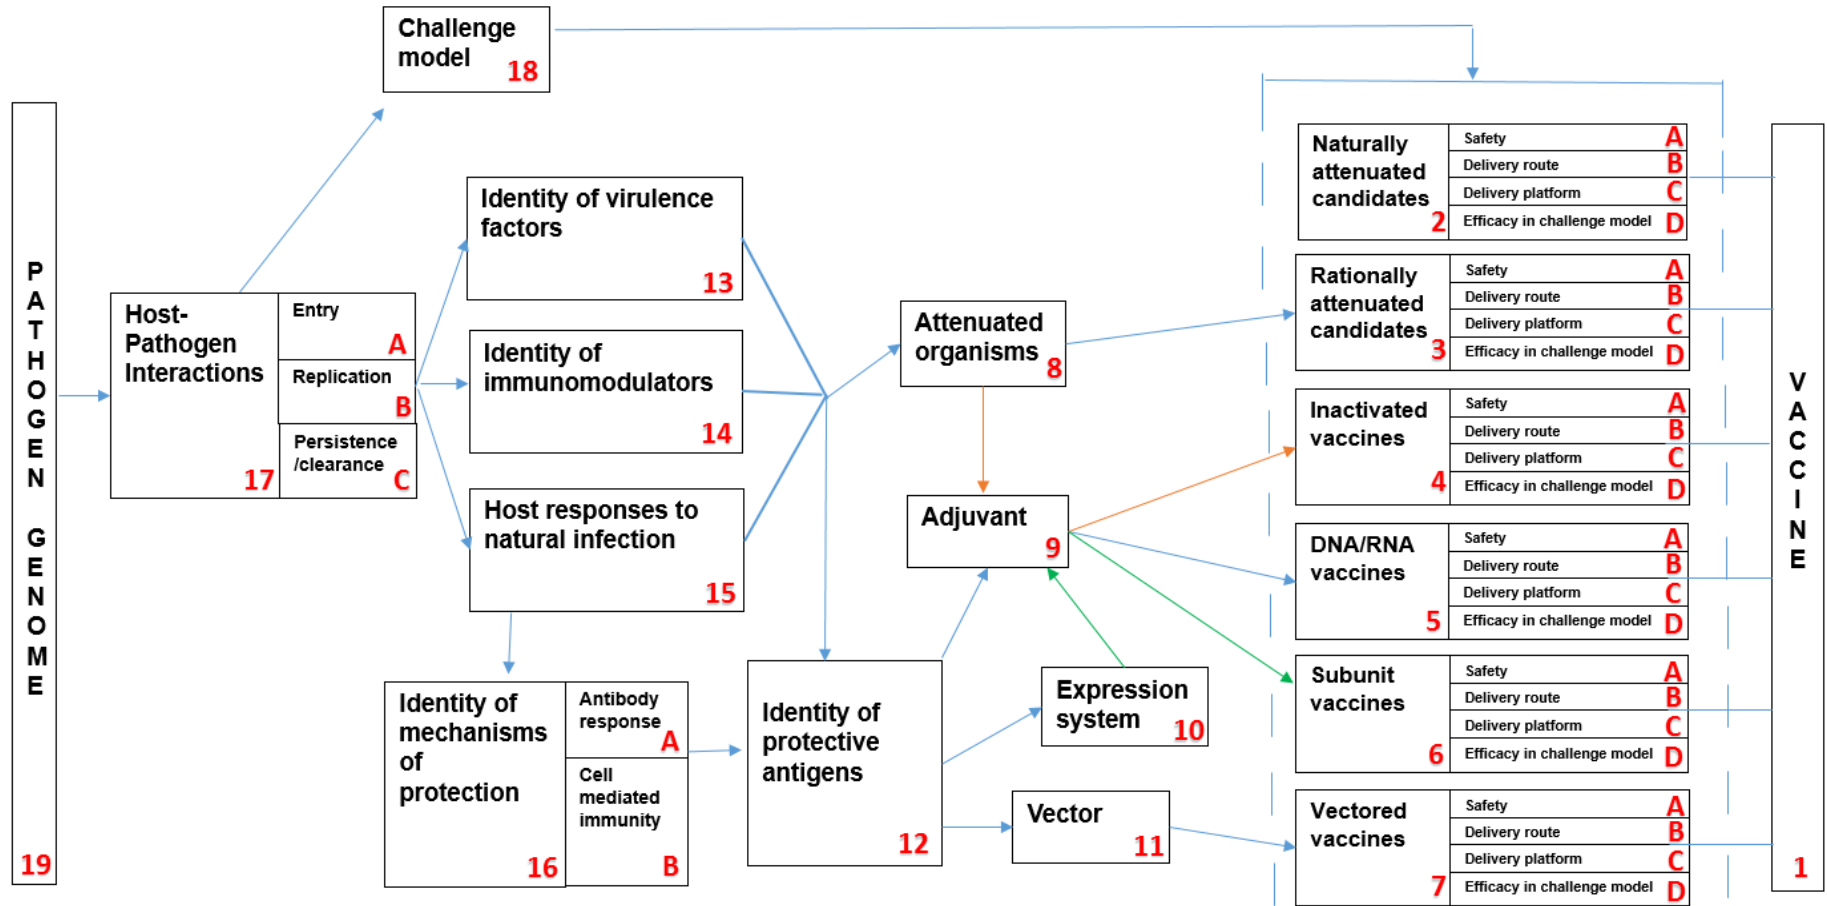 PATHOGEN GENOME
19
Host-
Pathogen
Interactions
17
Entry
A
Replication
B
Persistence
/clearance
C
Challenge
model
18
Identity of virulence
factors
13
Identity of
immunomodulators
14
Host responses to
natural infection
15
Identity of
mechanisms
of
protection
16
Antibody
response
A
Cell
mediated
immunity
B
Identity of
protective
antigens
12
Attenuated
organisms
8
Adjuvant
9
Expression
system
10
Vector
11
Naturally
attenuated
candidates
2
Safety A
Delivery route B
Delivery platform C
Efficacy in challenge model D
Rationally
attenuated
candidates
3
Safety A
Delivery route B
Delivery platform C
Efficacy in challenge model D
Inactivated
vaccines
4
Safety A
Delivery route B
Delivery platform C
Efficacy in challenge model D
DNA/RNA
vaccines
5
Safety A
Delivery route B
Delivery platform C
Efficacy in challenge model D
Subunit
vaccines
6
Safety A
Delivery route B
Delivery platform C
Efficacy in challenge model D
Vectored
vaccines
7
Safety A
Delivery route B
Delivery platform C
Efficacy in challenge model D
VACCINE
1